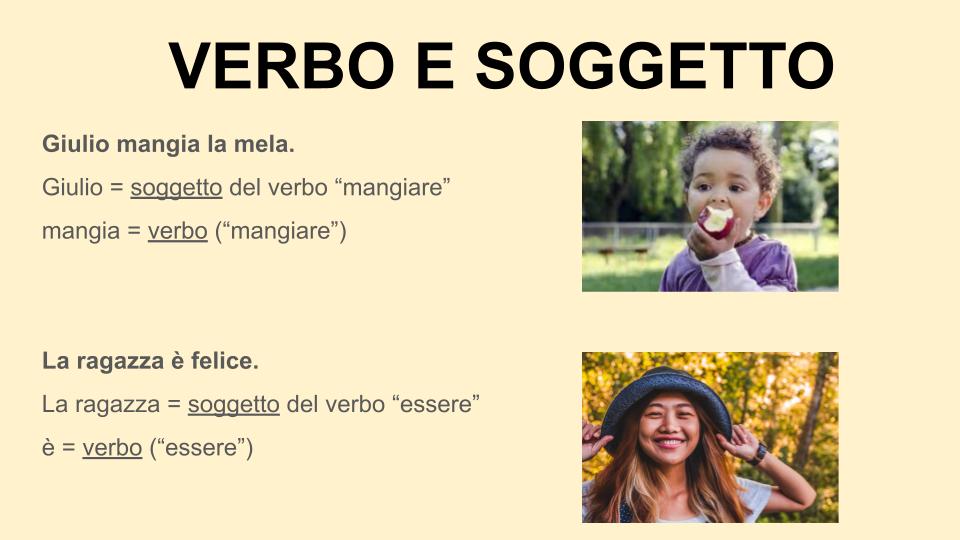 VERBO E SOGGETTO
Giulio mangia la mela.
Giulio = soggetto del verbo “mangiare”
mangia = verbo (“mangiare”)
La ragazza è felice.
La ragazza = soggetto del verbo “essere”
è = verbo (“essere”)